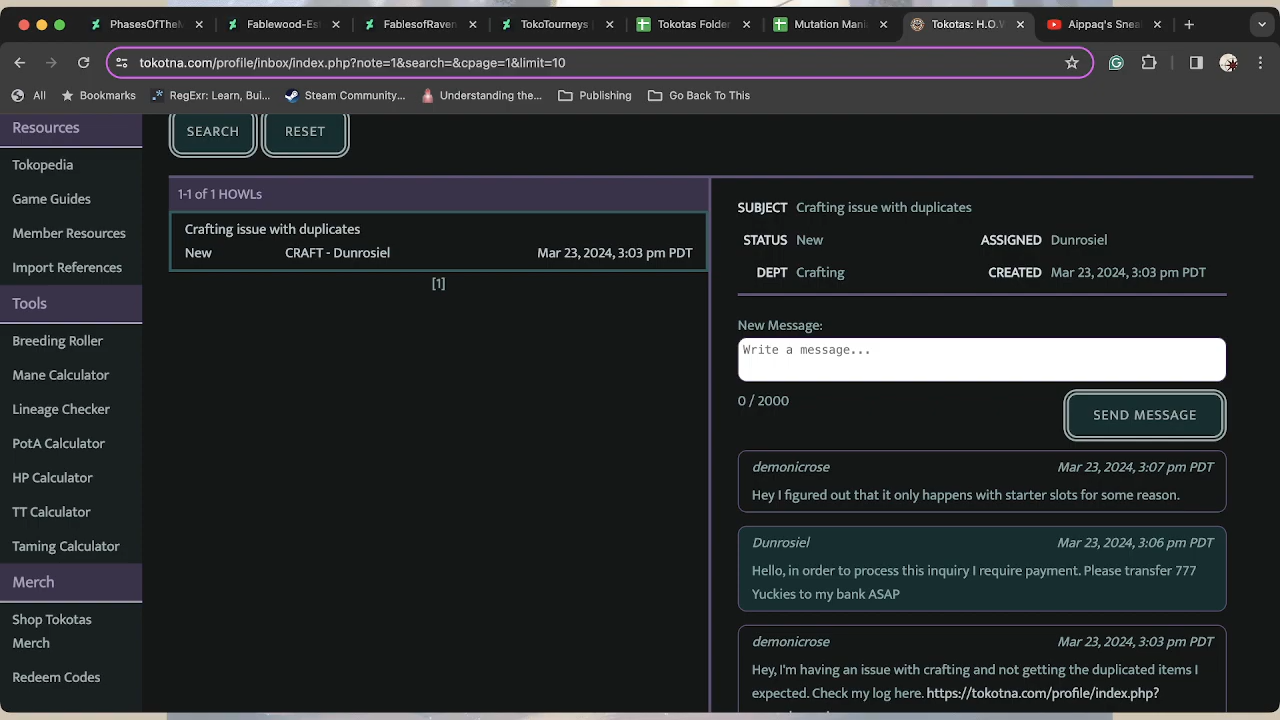 PhasesOfTheM
Fablewood-Es
FablesofRaven
TokoTourneys
Tokotas Folder
Mutation Mani
Tokotas: H.O.W
Aippaq's Snea
tokotna.com/profile/inbox/index.php?note=1&search=&cpage=1&limit=10
All
Bookmarks
RegExr: Learn, Bui...
Steam Community...
Understanding the...
Publishing
Go Back To This
Resources
Tokopedia
Game Guides
Member Resources
Import References
Tools
Breeding Roller
Mane Calculator
Lineage Checker
PotA Calculator
HP Calculator
TT Calculator
Taming Calculator
Merch
Shop Tokotas
Merch
Redeem Codes
SEARCH
RESET
1-1 of 1 HOWLs
Crafting issue with duplicates
New CRAFT - Dunrosiel Mar 23, 2024, 3:03 pm PDT
[1]
SUBJECT Crafting issue with duplicates
STATUS New ASSIGNED Dunrosiel
DEPT Crafting CREATED Mar 23, 2024, 3:03 pm PDT
New Message:
Write a message...
0 / 2000
SEND MESSAGE
demonicrose Mar 23, 2024, 3:07 pm PDT
Hey I figured out that it only happens with starter slots for some reason.
Dunrosiel Mar 23, 2024, 3:06 pm PDT
Hello, in order to process this inquiry I require payment. Please transfer 777
Yuckies to my bank ASAP
demonicrose Mar 23, 2024, 3:03 pm PDT
Hey, I'm having an issue with crafting and not getting the duplicated items I
expected. Check my log here. https://tokotna.com/profile/index.php?